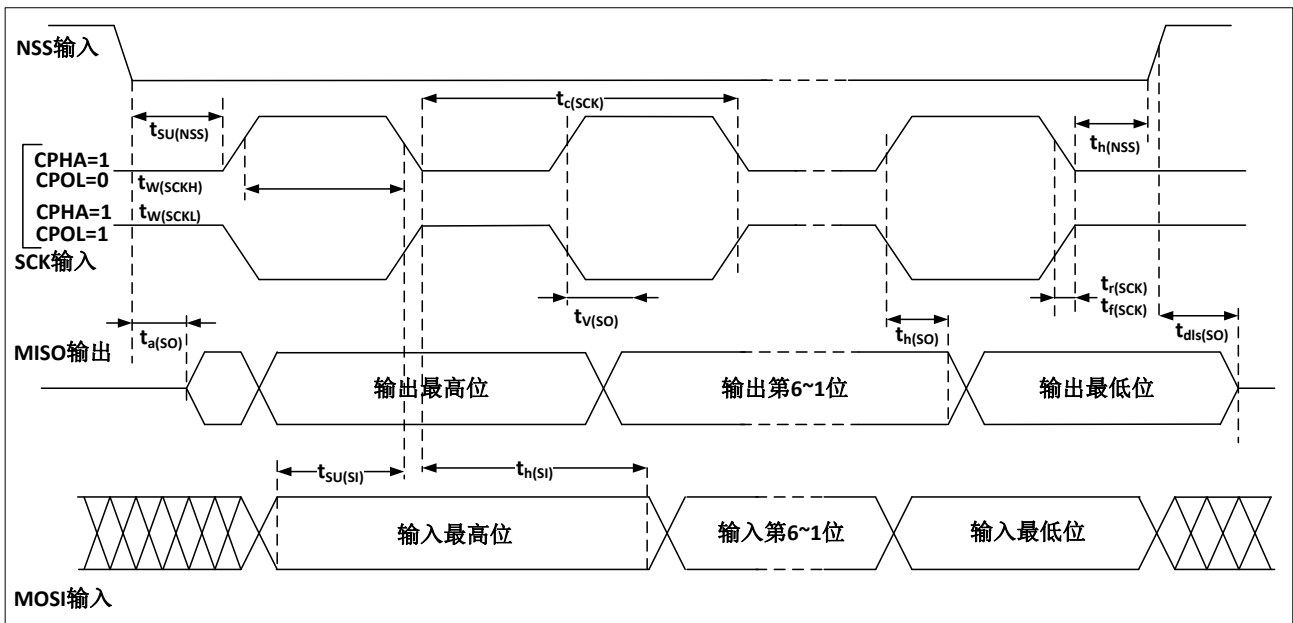 NSS输入
tc(SCK)
tSU(NSS)
th(NSS)
CPHA=1
CPOL=0
tW(SCKH)
CPHA=1
CPOL=1
tW(SCKL)
SCK输入
tV(SO)
tr(SCK)
tf(SCK)
ta(SO)
th(SO)
tdls(SO)
MISO输出
输出最高位
输出第6~1位
输出最低位
tSU(SI)
th(SI)
输入最高位
输入第6~1位
输入最低位
MOSI输入